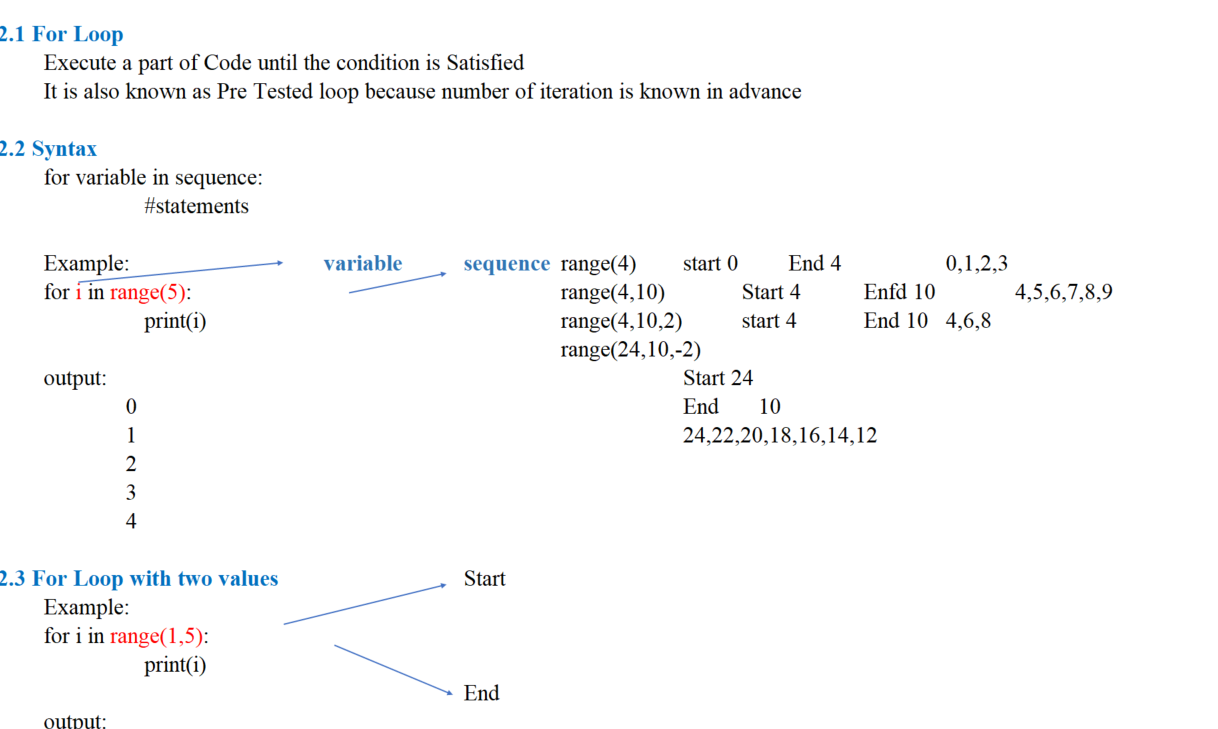 2.1 For Loop
Execute a part of Code until the condition is Satisfied
It is also known as Pre Tested loop because number of iteration is known in advance
2.2 Syntax
for variable in sequence:
#statements
Example: variable sequence range(4) start 0 End 4 0,1,2,3
for i in range(5): range(4,10) Start 4 Enfd 10 4,5,6,7,8,9
print(i) range(4,10,2) start 4 End 10 4,6,8
range(24,10,-2)
output: Start 24
0 End 10
1 24,22,20,18,16,14,12
2
3
4
2.3 For Loop with two values Start
Example:
for i in range(1,5):
print(i)
End
output: